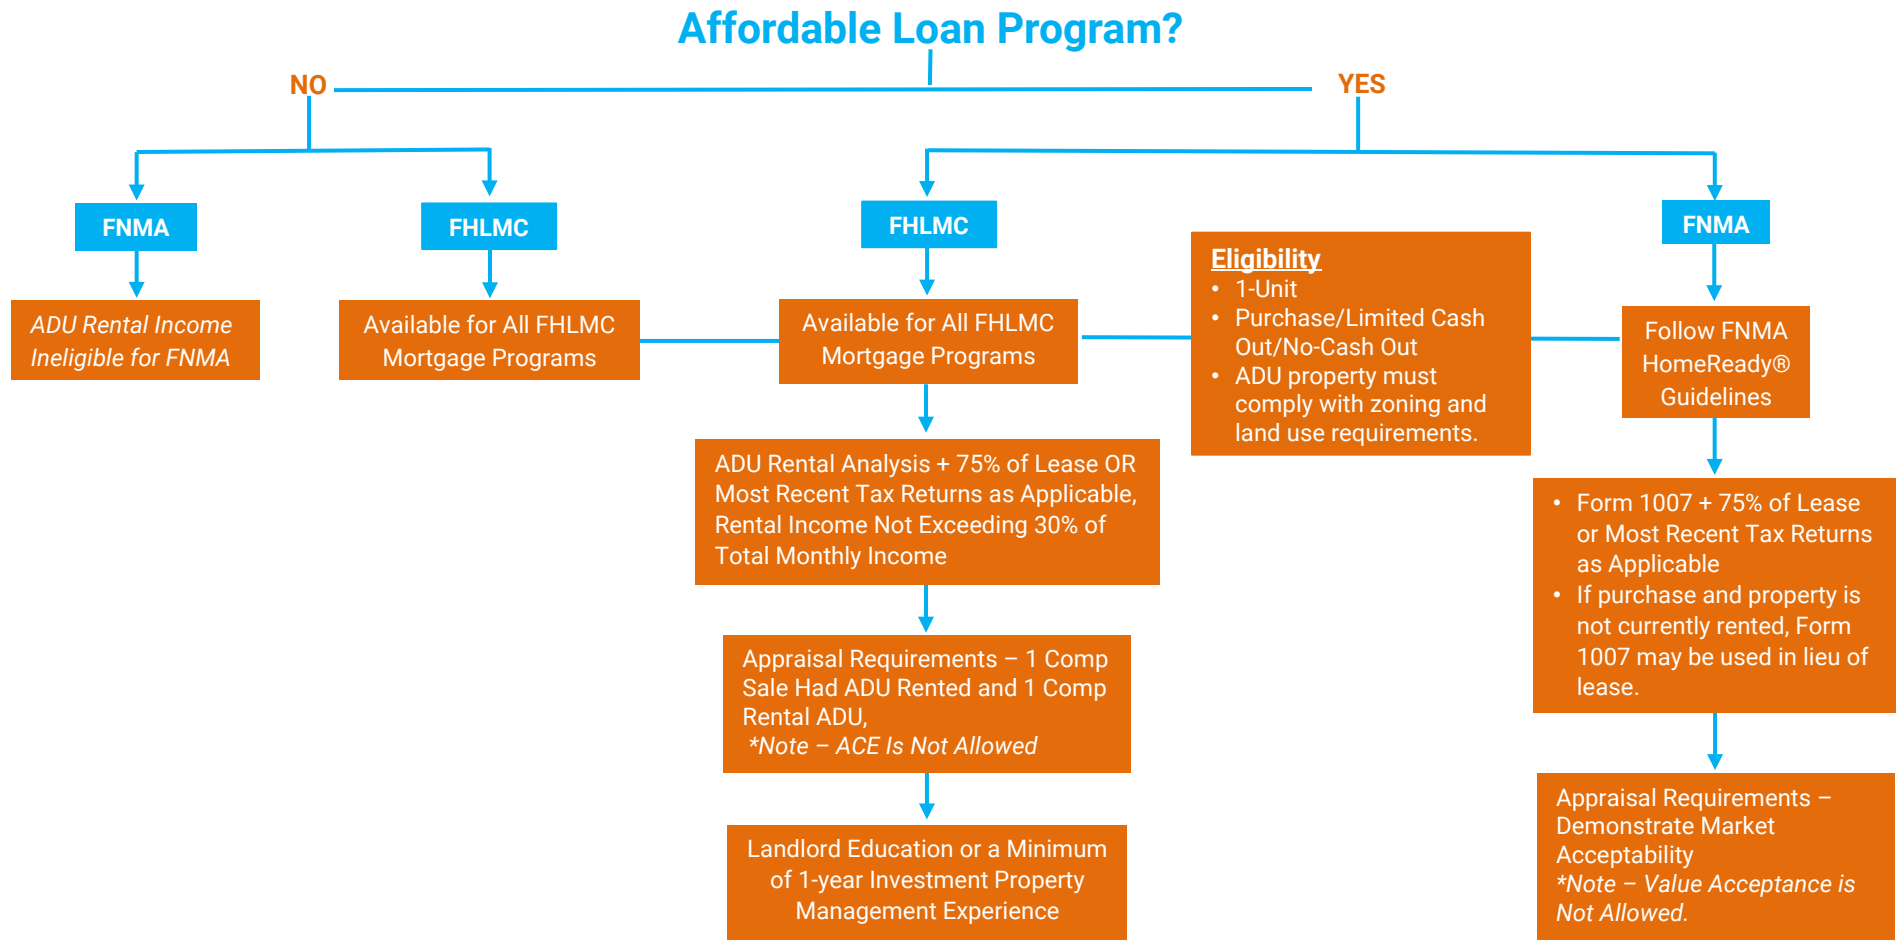 Affordable Loan Program?
NO
YES
FNMA
FHLMC
FHLMC
FNMA
ADU Rental Income
Ineligible for FNMA
Available for All FHLMC
Mortgage Programs
Available for All FHLMC
Mortgage Programs
Eligibility
• 1-Unit
• Purchase/Limited Cash
Out/No-Cash Out
• ADU property must
comply with zoning and
land use requirements.
Follow FNMA
HomeReady®
Guidelines
ADU Rental Analysis + 75% of Lease OR
Most Recent Tax Returns as Applicable,
Rental Income Not Exceeding 30% of
Total Monthly Income
• Form 1007 + 75% of Lease
or Most Recent Tax Returns
as Applicable
• If purchase and property is
not currently rented, Form
1007 may be used in lieu of
lease.
Appraisal Requirements – 1 Comp
Sale Had ADU Rented and 1 Comp
Rental ADU,
*Note – ACE Is Not Allowed
Appraisal Requirements –
Demonstrate Market
Acceptability
*Note – Value Acceptance is
Not Allowed.
Landlord Education or a Minimum
of 1-year Investment Property
Management Experience